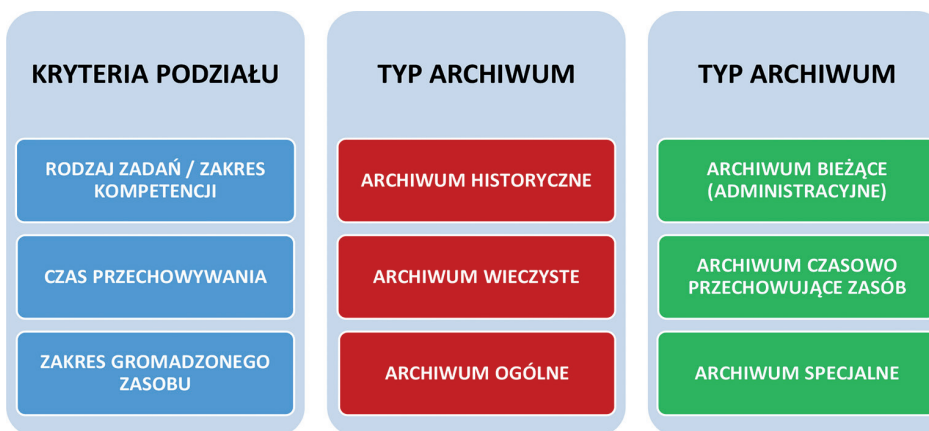 KRYTERIA PODZIAŁU
TYP ARCHIWUM
TYP ARCHIWUM
RODZAJ ZADAŃ / ZAKRES
KOMPETENCJI
ARCHIWUM HISTORYCZNE
ARCHIWUM BIEŻĄCE
(ADMINISTRACYJNE)
CZAS PRZECHOWYWANIA
ARCHIWUM WIECZYSTE
ARCHIWUM CZASOWO
PRZECHOWUJĄCE ZASÓB
ZAKRES GROMADZONEGO
ZASOBU
ARCHIWUM OGÓLNE
ARCHIWUM SPECJALNE